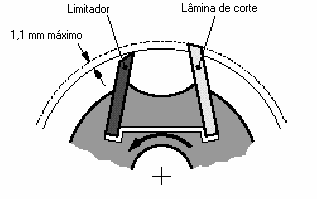 Limitador
Lâmina de corte
1,1 mm máximo